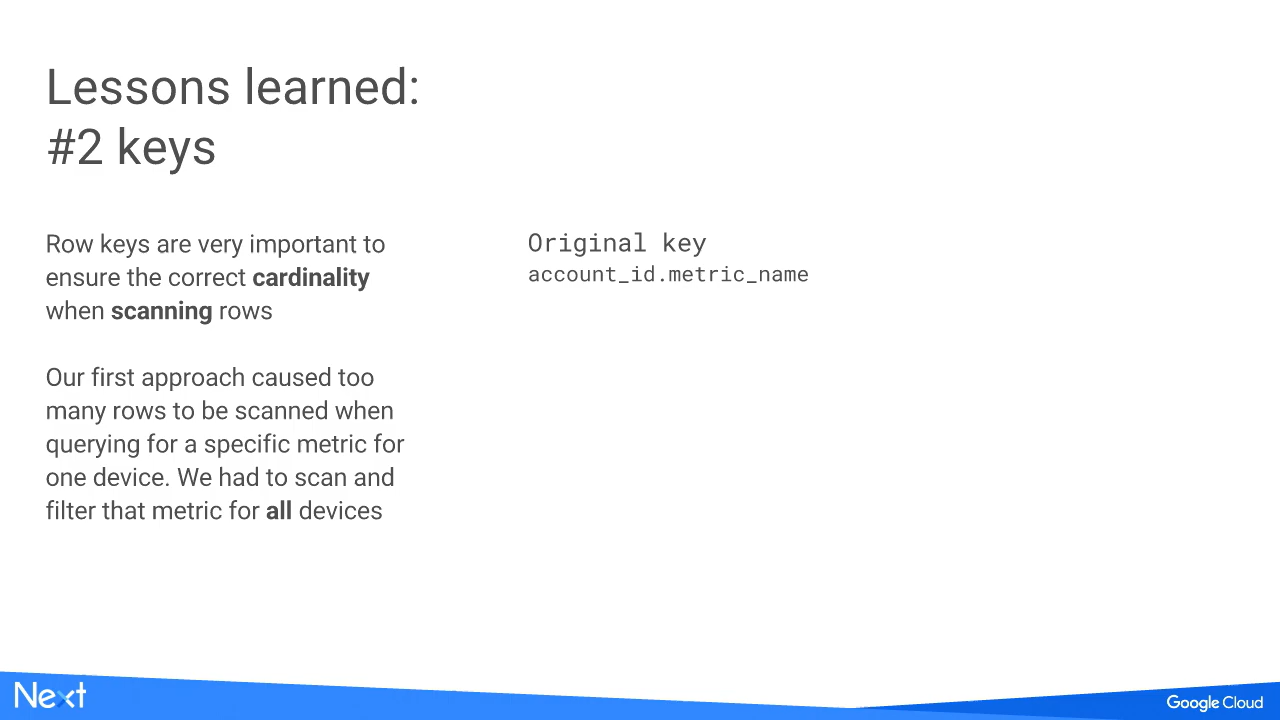 Lessons learned:
#2 keys
Row keys are very important to
ensure the correct cardinality
when scanning rows
Our first approach caused too
many rows to be scanned when
querying for a specific metric for
one device. We had to scan and
filter that metric for all devices
Original key
account_id.metric_name
Next
Google Cloud